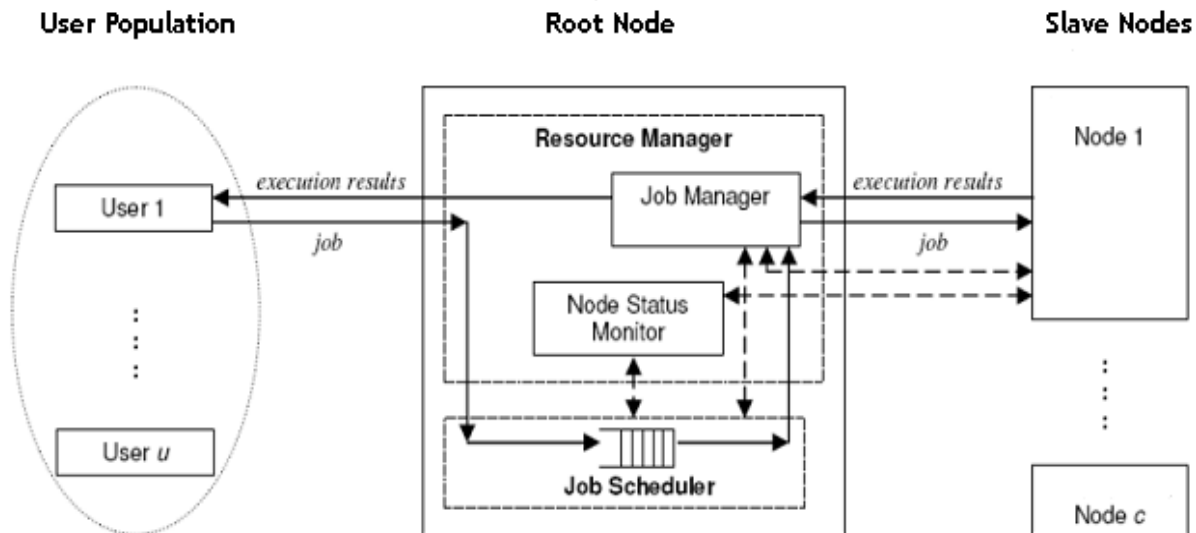 User Population
Root Node
Slave Nodes
Resource Manager
Node 1
execution results
Job Manager
execution results
User 1
job
job
Node Status
Monitor
User u
Job Scheduler
Node c